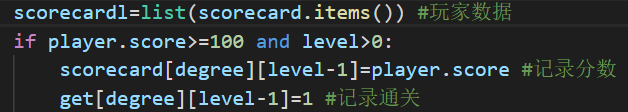 scorecardl=list(scorecard.items()) #玩家数据
if player.score>=100 and level>0:
    scorecard[degree][level-1]=player.score #记录分数
    get[degree][level-1]=1 #记录通关